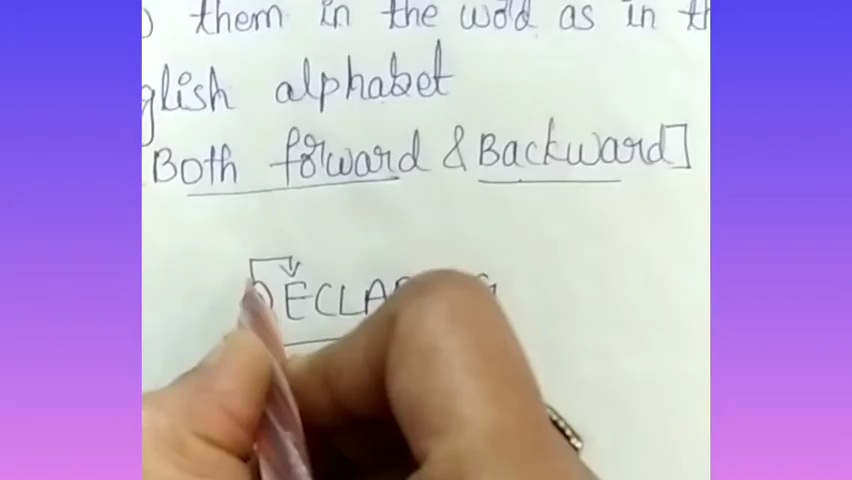 them in the word as in th
glish alphabet
Both forward & Backward]
DECLA